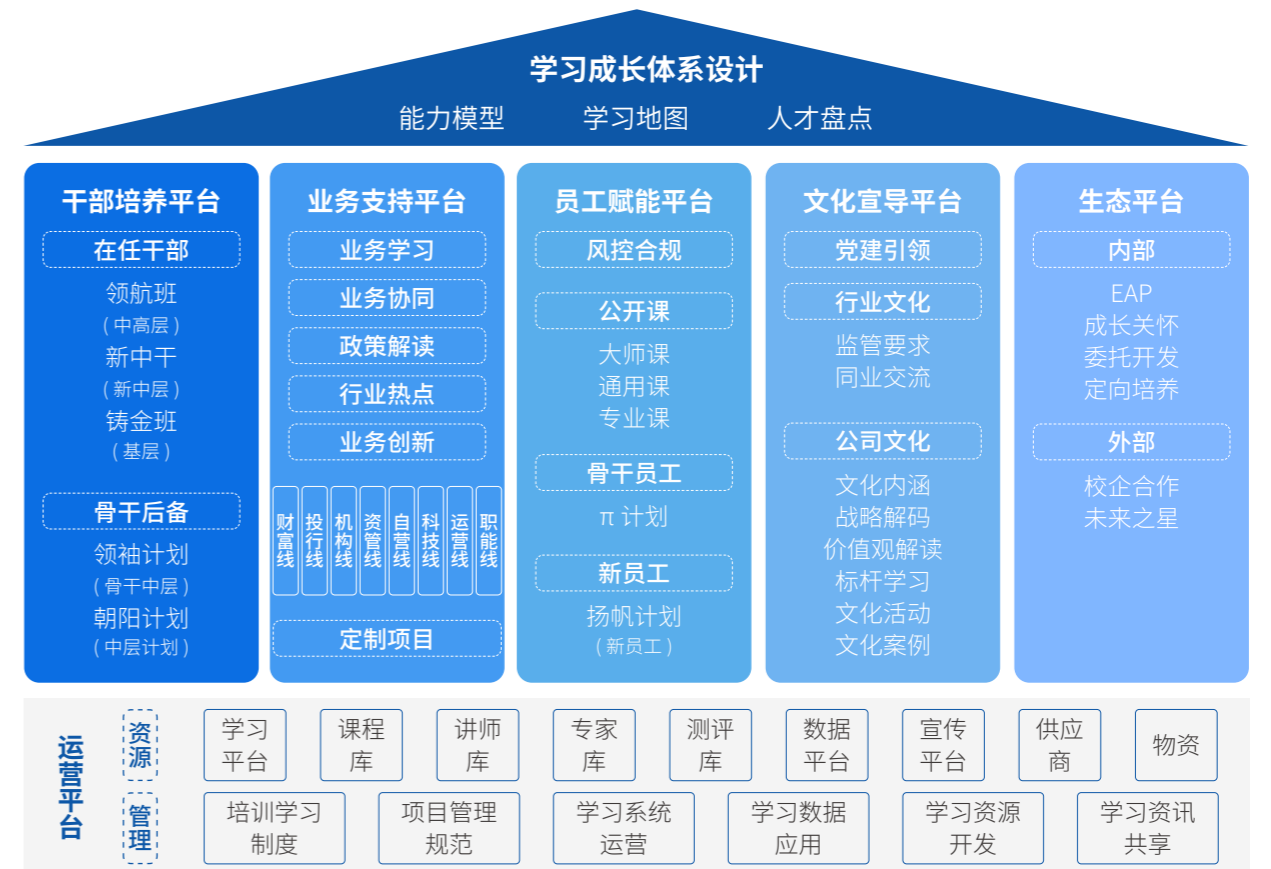 学习成长体系设计
能力模型 学习地图 人才盘点
干部培养平台
在任干部
领航班
(中高层)
新中干
(新中层)
铸金班
(基层)
骨干后备
领袖计划
(骨干中层)
朝阳计划
(中层计划)
业务支持平台
业务学习
业务协同
政策解读
行业热点
业务创新
财富线
投行线
机构线
资管线
自营线
科技线
运营线
职能线
定制项目
员工赋能平台
风控合规
公开课
大师课
通用课
专业课
骨干员工
π 计划
新员工
扬帆计划
(新员工)
文化宣导平台
党建引领
行业文化
监管要求
同业交流
公司文化
文化内涵
战略解码
价值观解读
标杆学习
文化活动
文化案例
生态平台
内部
EAP
成长关怀
委托开发
定向培养
外部
校企合作
未来之星
运营平台
资源
学习
平台
课程
库
讲师
库
专家
库
测评
库
数据
平台
宣传
平台
供应
商
物资
管理
培训学习
制度
项目管理
规范
学习系统
运营
学习数据
应用
学习资源
开发
学习资讯
共享